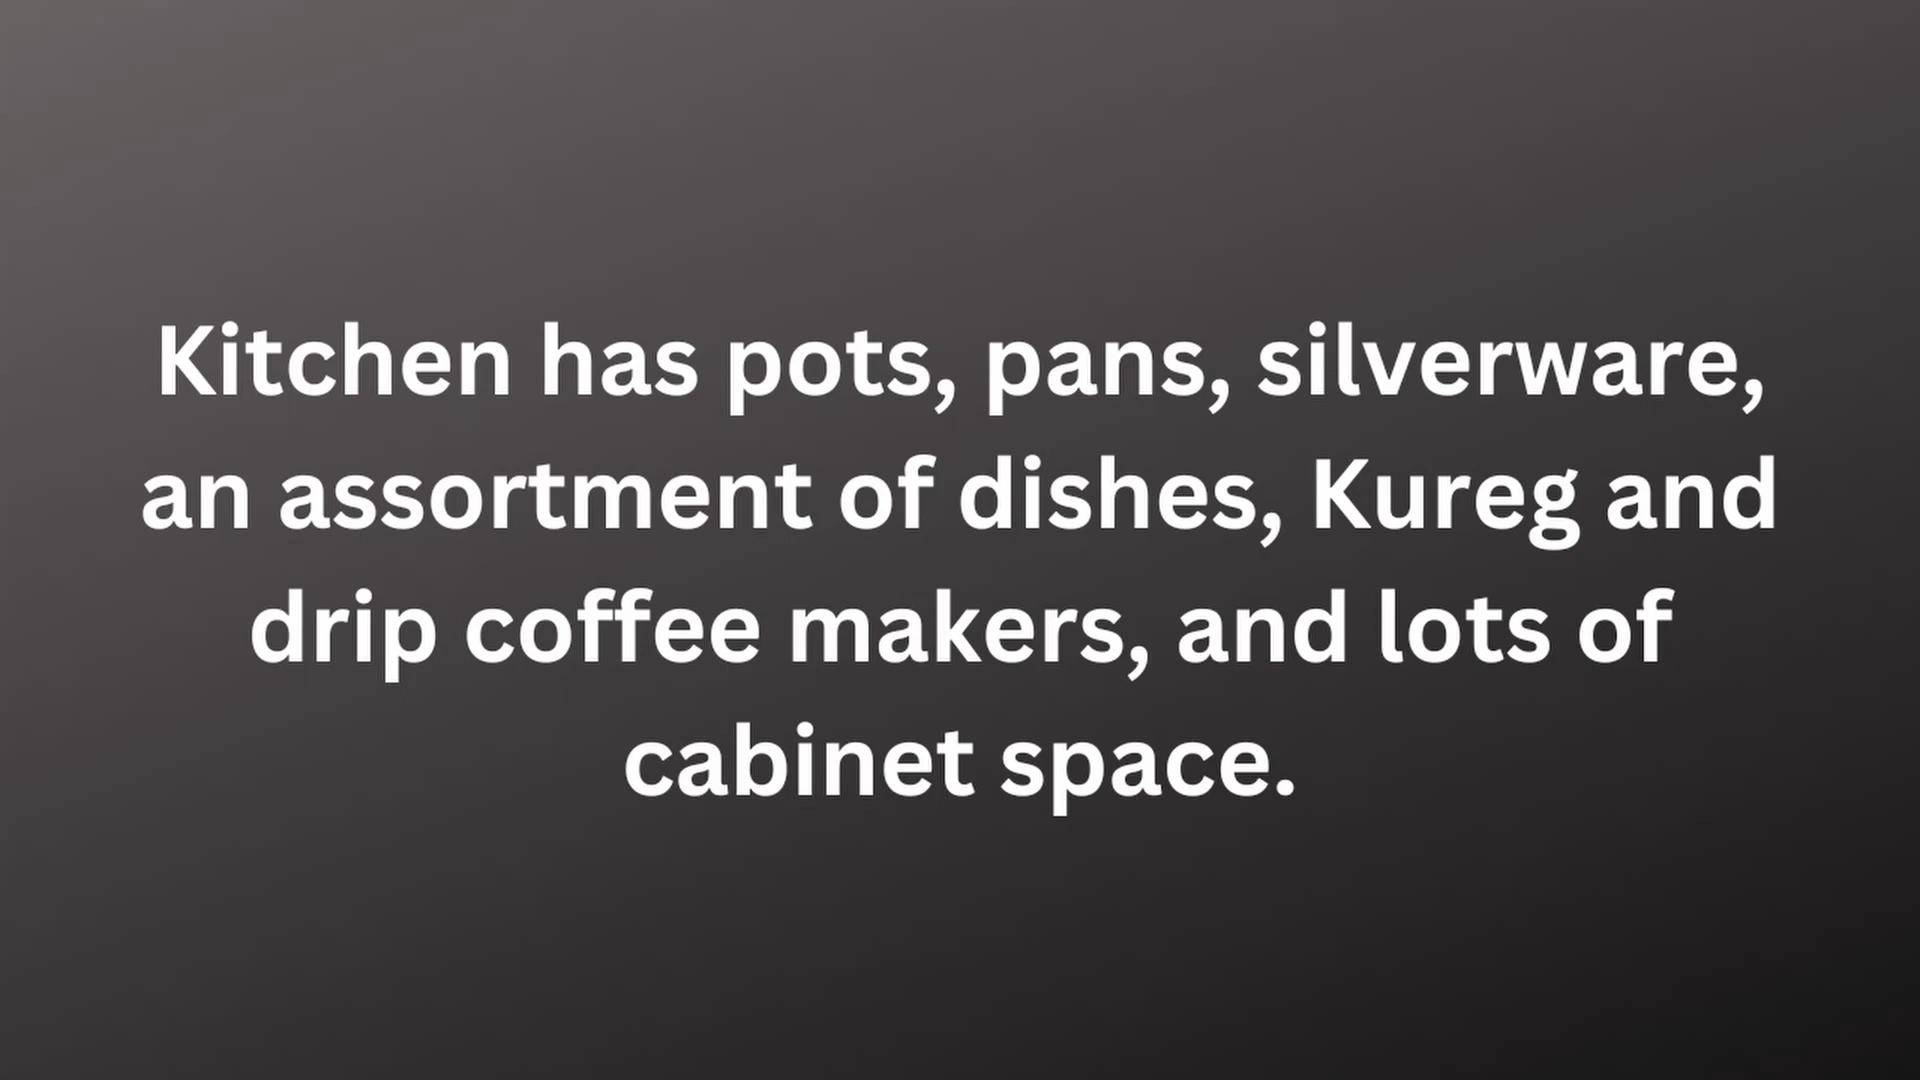 Kitchen has pots, pans, silverware,
an assortment of dishes, Kureg and
drip coffee makers, and lots of
cabinet space.